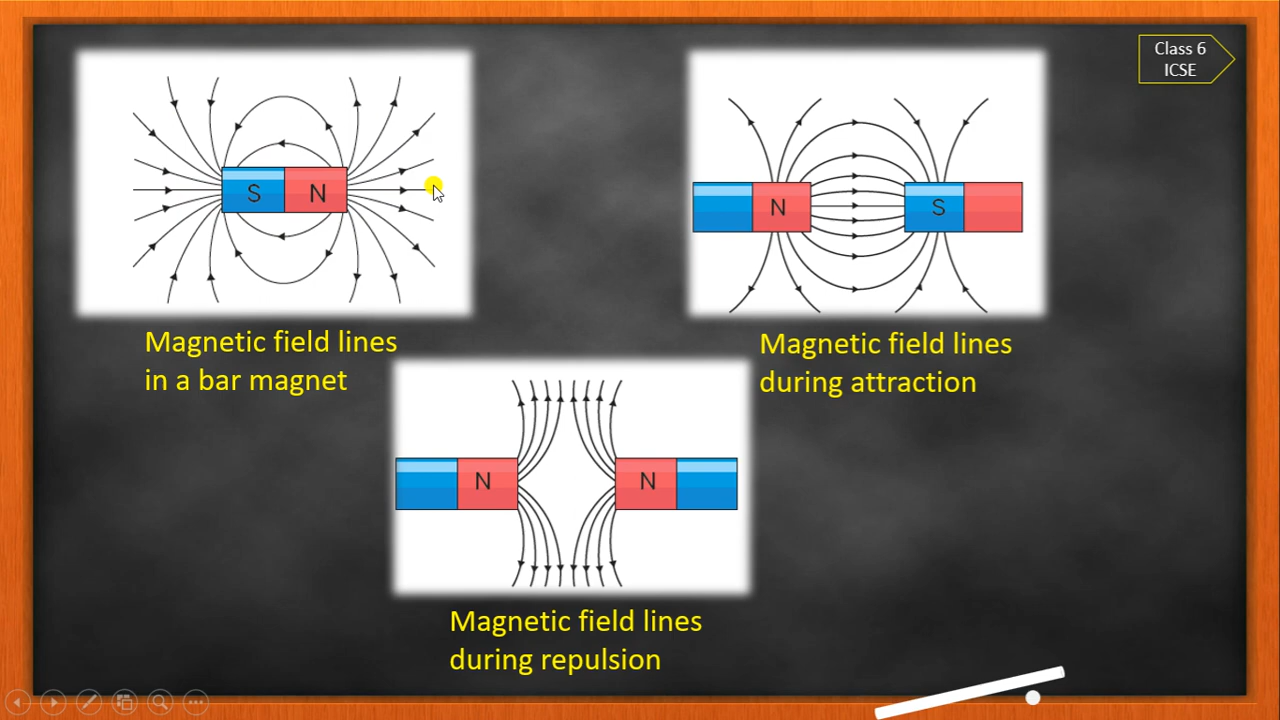 Class 6
ICSE
S N
N S
Magnetic field lines
in a bar magnet
Magnetic field lines
during attraction
N N
Magnetic field lines
during repulsion